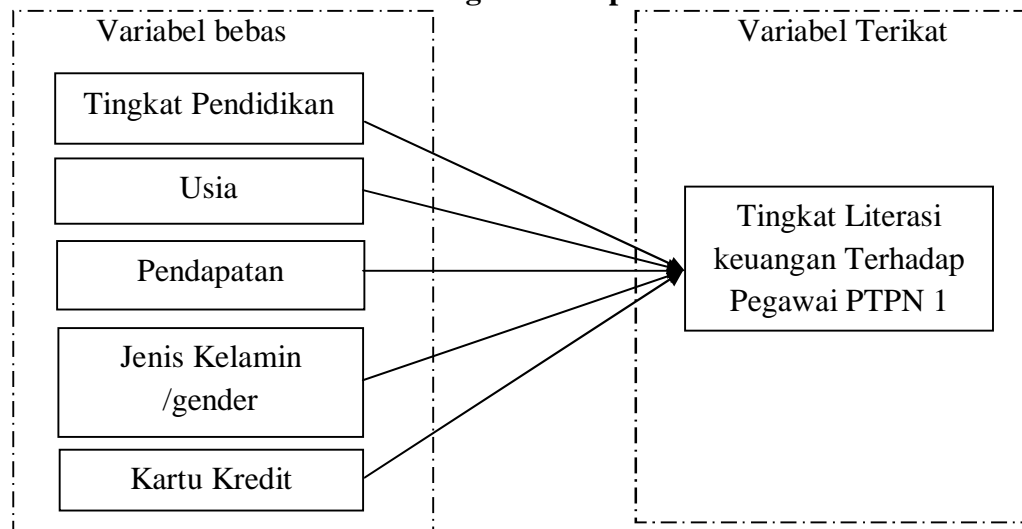 Variabel bebas
Variabel Terikat
Tingkat Pendidikan
Usia
Pendapatan
Jenis Kelamin
/gender
Kartu Kredit
Tingkat Literasi
keuangan Terhadap
Pegawai PTPN 1